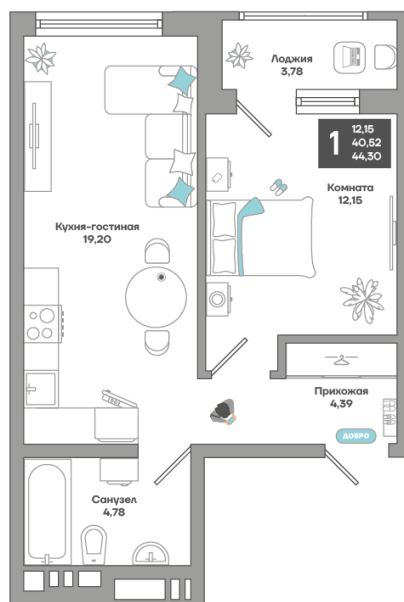 Лоджия
3,78
1
12,15
40,52
44,30
Комната
12,15
Кухня-гостиная
19,20
Прихожая
4,39
ДОБРО
Санузел
4,78